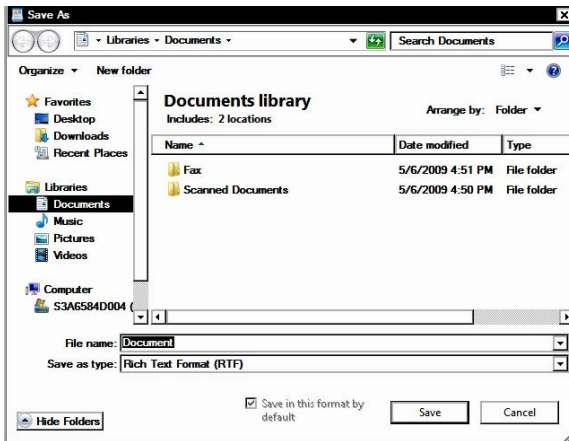 Save As
Libraries Documents Search Documents
Organize New folder
Favorites
Desktop
Downloads
Recent Places
Libraries
Documents
Music
Pictures
Videos
Computer
S3A6584D004 (
Documents library
Includes: 2 locations
Arrange by: Folder
Name Date modified Type
Fax 5/6/2009 4:51 PM File folder
Scanned Documents 5/6/2009 4:50 PM File folder
File name: Document
Save as type: Rich Text Format (RTF)
Hide Folders
Save in this format by
default
Save Cancel